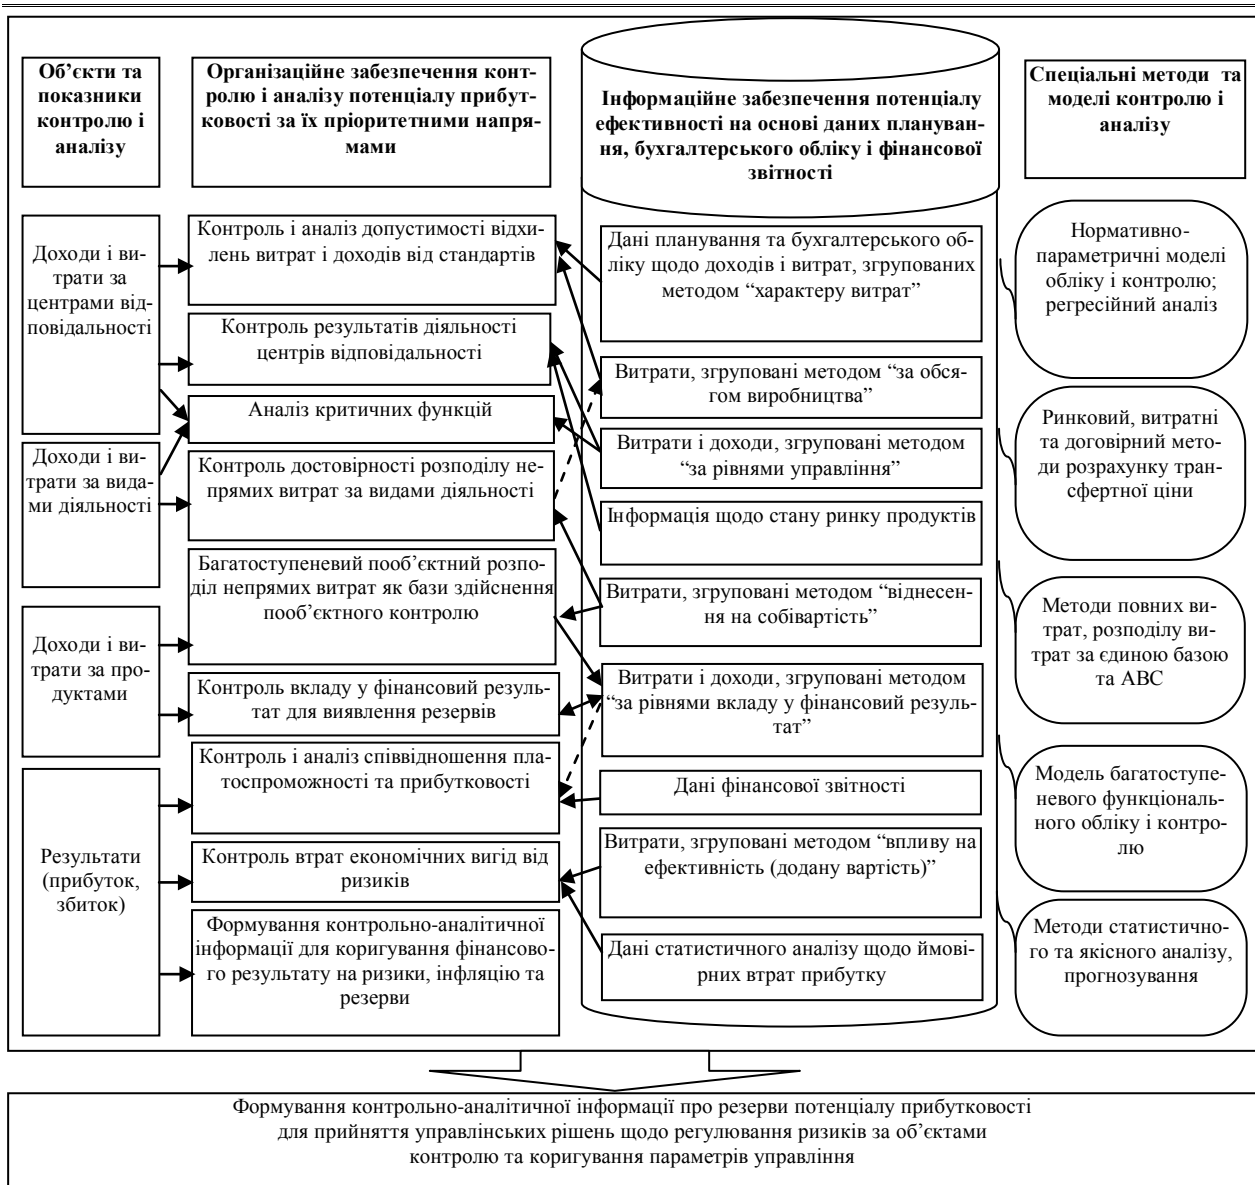 Об’єкти та
показники
контролю і
аналізу
Організаційне забезпечення конт-
ролю і аналізу потенціалу прибут-
ковості за їх пріоритетними напря-
мами
Інформаційне забезпечення потенціалу
ефективності на основі даних плануван-
ня, бухгалтерського обліку і фінансової
звітності
Спеціальні методи та
моделі контролю і
аналізу
Доходи і ви-
трати за
центрами від-
повідальності
Доходи і ви-
трати за вида-
ми діяльності
Доходи і
витрати за про-
дуктами
Результати
(прибуток,
збиток)
Контроль і аналіз допустимості відхи-
лень витрат і доходів від стандартів
Контроль результатів діяльності
центрів відповідальності
Аналіз критичних функцій
Контроль достовірності розподілу не-
прямих витрат за видами діяльності
Багатоступеневий пооб’єктний розпо-
діл непрямих витрат як бази здійснення
пооб’єктного контролю
Контроль вкладу у фінансовий резуль-
тат для виявлення резервів
Контроль і аналіз співвідношення пла-
тоспроможності та прибутковості
Контроль втрат економічних вигід від
ризиків
Формування контрольно-аналітичної
інформації для коригування фінансово-
го результату на ризики, інфляцію та
резерви
Дані планування та бухгалтерського об-
ліку щодо доходів і витрат, згрупованих
методом “характеру витрат”
Витрати, згруповані методом “за обся-
гом виробництва”
Витрати і доходи, згруповані методом
“за рівнями управління”
Інформація щодо стану ринку продуктів
Витрати, згруповані методом “віднесен-
ня на собівартість”
Витрати і доходи, згруповані методом
“за рівнями вкладу у фінансовий резуль-
тат”
Дані фінансової звітності
Витрати, згруповані методом “впливу на
ефективність (додану вартість)”
Дані статистичного аналізу щодо ймові-
рних втрат прибутку
Нормативно-
параметричні моделі
обліку і контролю;
регресійний аналіз
Ринковий, витратні
та договірний мето-
ди розрахунку тран-
сфертної ціни
Методи повних ви-
трат, розподілу ви-
трат за єдиною базою
та АВС
Модель багатоступе-
невого функціональ-
ного обліку і контро-
лю
Методи статистично-
го та якісного аналізу,
прогнозування
Формування контрольно-аналітичної інформації про резерви потенціалу прибутковості
для прийняття управлінських рішень щодо регулювання ризиків за об’єктами
контролю та коригування параметрів управління